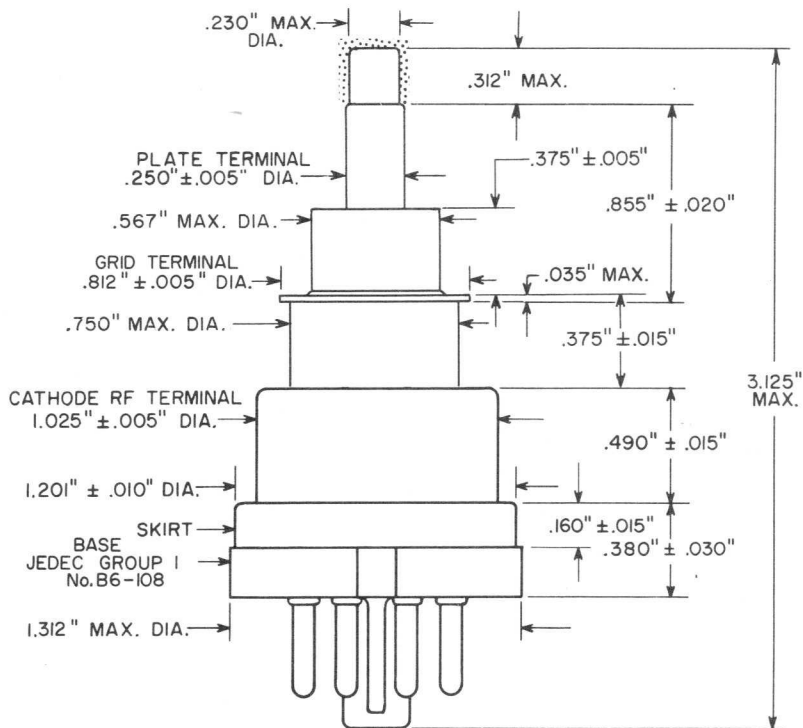 .230" MAX.
DIA.
.312" MAX.
PLATE TERMINAL
.250"±.005" DIA.
.375"±.005"
.567" MAX. DIA.
.855" ±.020"
GRID TERMINAL
.812"±.005" DIA.
.035" MAX.
.750" MAX. DIA.
.375"±.015"
3.125"
MAX.
CATHODE RF TERMINAL
1.025"±.005" DIA.
.490" ±.015"
1.201" ± .010" DIA.
SKIRT
.160"±.015"
BASE
JEDEC GROUP 1
No.B6-108
.380" ±.030"
1.312" MAX. DIA.